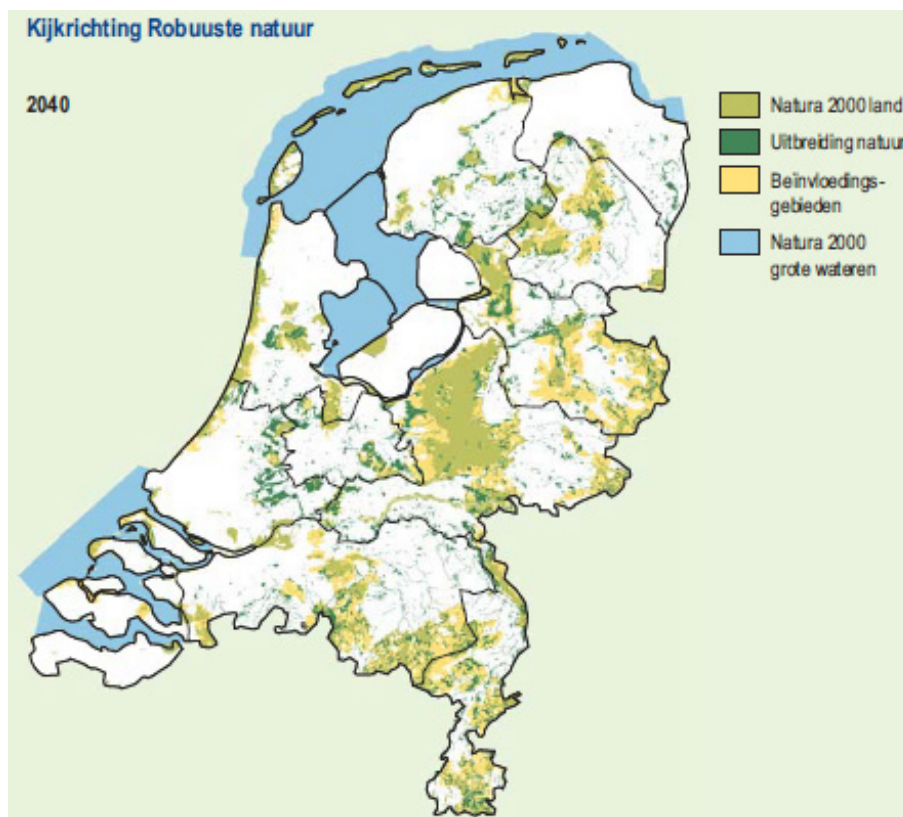 Kijkrichting Robuuste natuur
2040
Natura 2000 land
Uitbreiding natuur
Beïnvloedings-
gebieden
Natura 2000
grote wateren